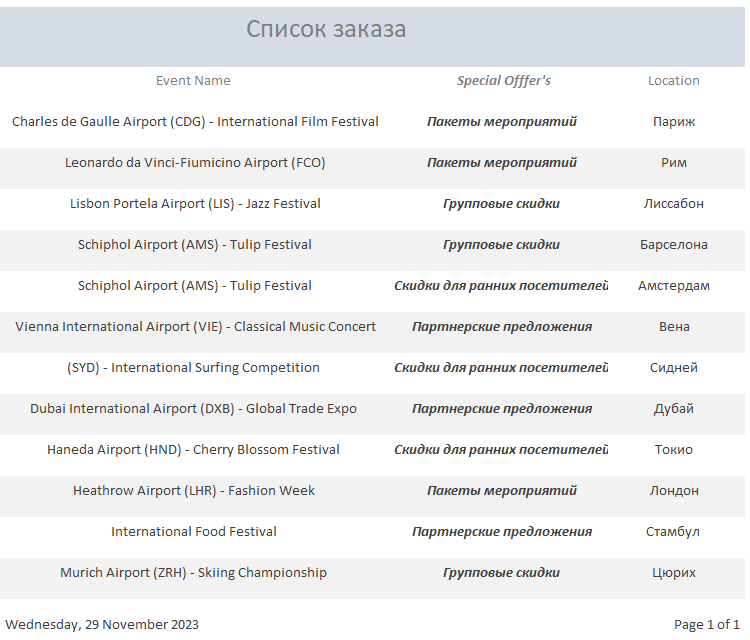 Список заказа
Event Name Special Offfer's Location
Charles de Gaulle Airport (CDG) - International Film Festival Пакеты мероприятий Париж
Leonardo da Vinci-Fiumicino Airport (FCO) Пакеты мероприятий Рим
Lisbon Portela Airport (LIS) - Jazz Festival Групповые скидки Лиссабон
Schiphol Airport (AMS) - Tulip Festival Групповые скидки Барселона
Schiphol Airport (AMS) - Tulip Festival Скидки для ранних посетителей Амстердам
Vienna International Airport (VIE) - Classical Music Concert Партнерские предложения Вена
(SYD) - International Surfing Competition Скидки для ранних посетителей Сидней
Dubai International Airport (DXB) - Global Trade Expo Партнерские предложения Дубай
Haneda Airport (HND) - Cherry Blossom Festival Скидки для ранних посетителей Токио
Heathrow Airport (LHR) - Fashion Week Пакеты мероприятий Лондон
International Food Festival Партнерские предложения Стамбул
Murich Airport (ZRH) - Skiing Championship Групповые скидки Цюрих
Wednesday, 29 November 2023 Page 1 of 1